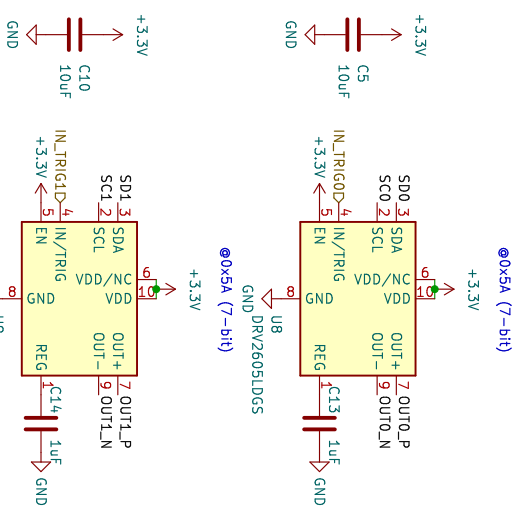 GND
+3.3V
C10
10uF
GND
+3.3V
C5
10uF
IN_TRIG1
+3.3V
SC1
SD1
5
4
2
3
EN
IN/TRIG
SCL
SDA
VDD/NC
6
VDD
10
+3.3V
8
GND
REG
OUT-
OUT+
1
9
7
C14
1uF
OUT1_N
OUT1_P
GND
@0x5A (7-bit)
IN_TRIG0
+3.3V
SC0
SD0
5
4
2
3
EN
IN/TRIG
SCL
SDA
VDD/NC
6
VDD
10
+3.3V
GND
8
GND
U8
DRV2605LDGS
REG
OUT-
OUT+
1
9
7
C13
1uF
OUT0_N
OUT0_P
GND
@0x5A (7-bit)